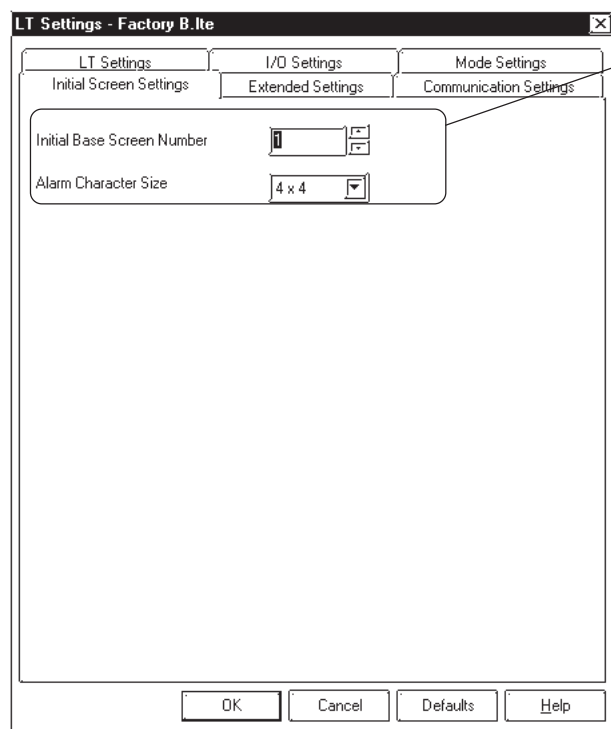 LT Settings - Factory B.lte
LT Settings
I/O Settings
Mode Settings
Initial Screen Settings
Extended Settings
Communication Settings
Initial Base Screen Number
1
Alarm Character Size
4 x 4
OK
Cancel
Defaults
Help